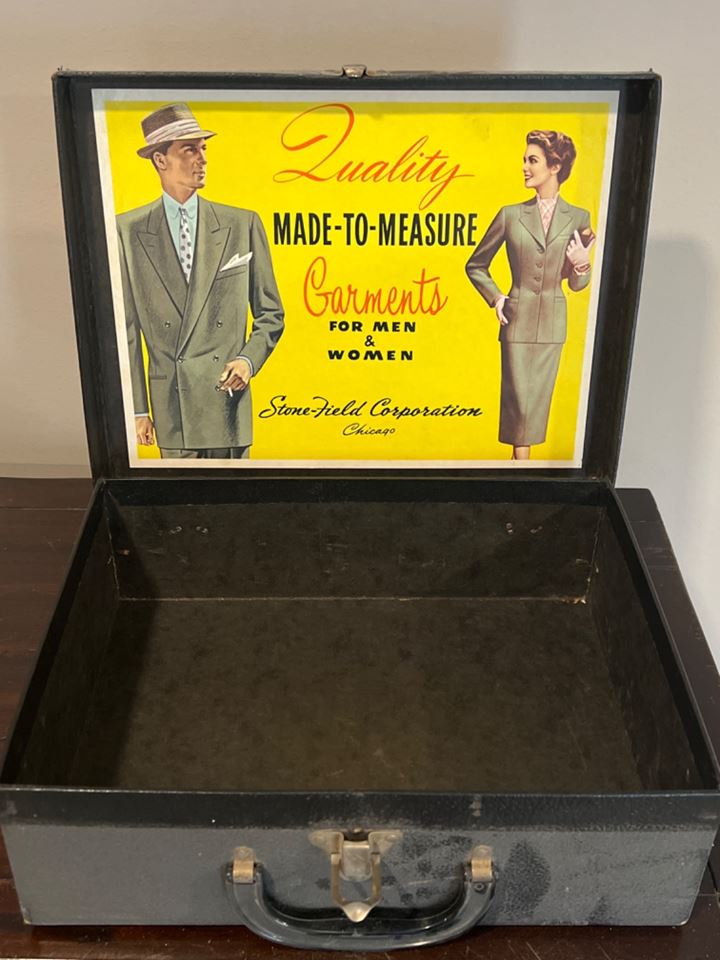 Quality
MADE-TO-MEASURE
Garments
FOR MEN
&
WOMEN
Stone-Field Corporation
Chicago